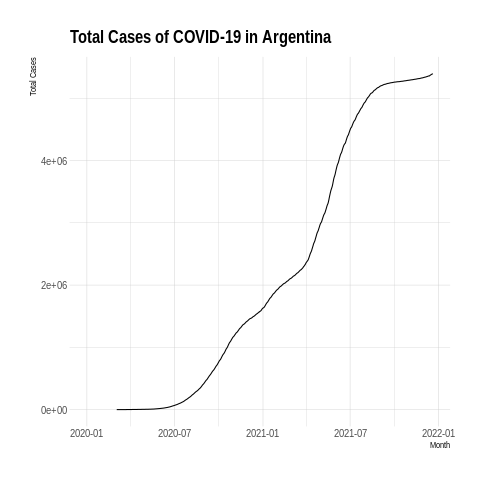 Total Cases of COVID-19 in Argentina
Total Cases
4e+06
2e+06
0e+00
2020-01 2020-07 2021-01 2021-07 2022-01
Month